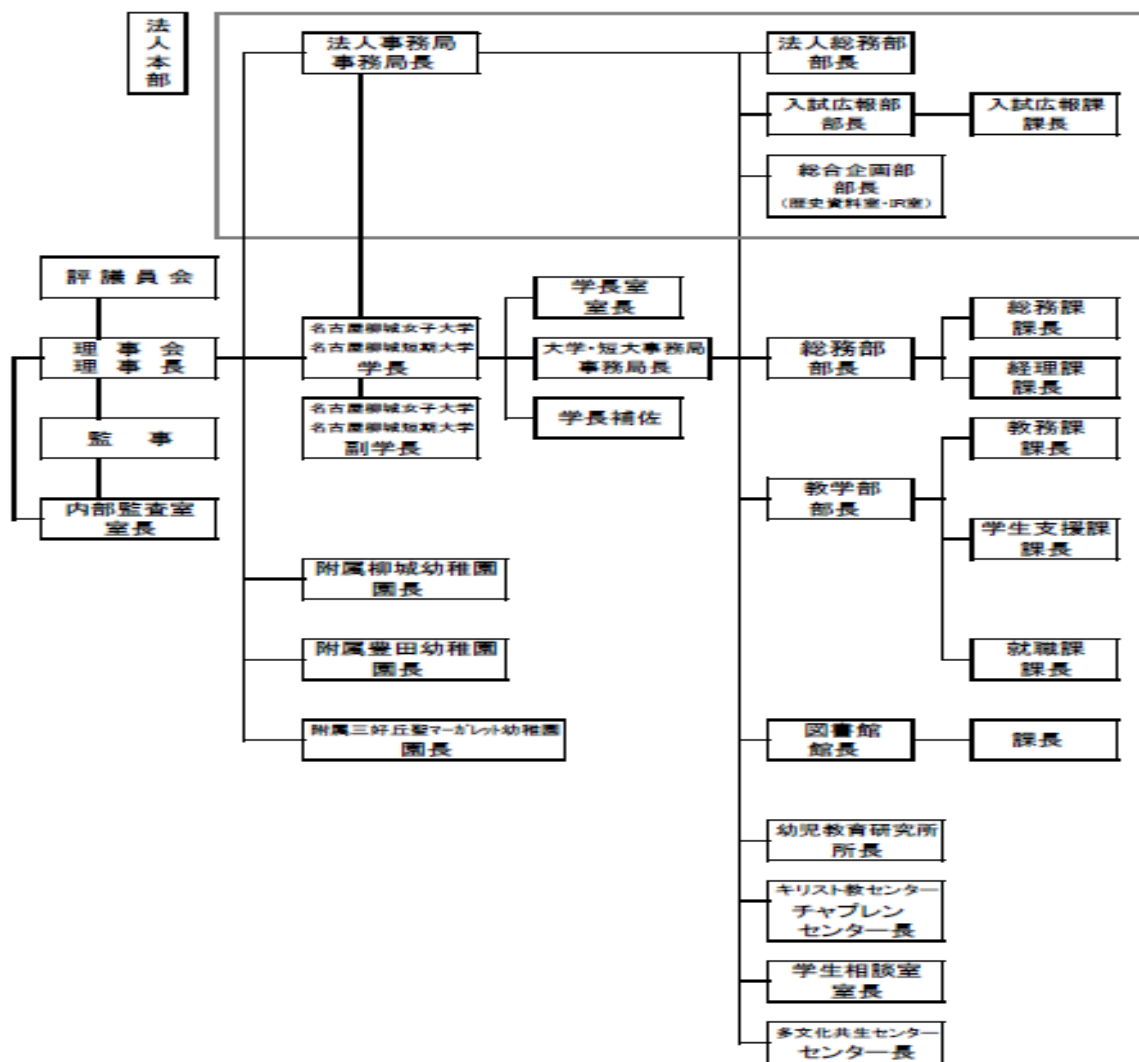 法人本部
法人事務局
事務局長
法人総務部
部長
入試広報部
部長
入試広報課
課長
総合企画部
部長
(歴史資料室・IR室)
評議員会
理事会
理事長
監事
内部監査室
室長
名古屋柳城女子大学
名古屋柳城短期大学
学長
名古屋柳城女子大学
名古屋柳城短期大学
副学長
学長室
室長
大学・短大事務局
事務局長
学長補佐
総務部
部長
総務課
課長
経理課
課長
教学部
部長
教務課
課長
学生支援課
課長
就職課
課長
附属柳城幼稚園
園長
附属豊田幼稚園
園長
附属三好丘聖マーガレット幼稚園
園長
図書館
館長
課長
幼児教育研究所
所長
キリスト教センター
チャプレン
センター長
学生相談室
室長
多文化共生センター
センター長